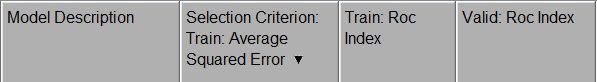 Model Description
Selection Criterion:
Train: Average
Squared Error ▼
Train: Roc
Index
Valid: Roc Index